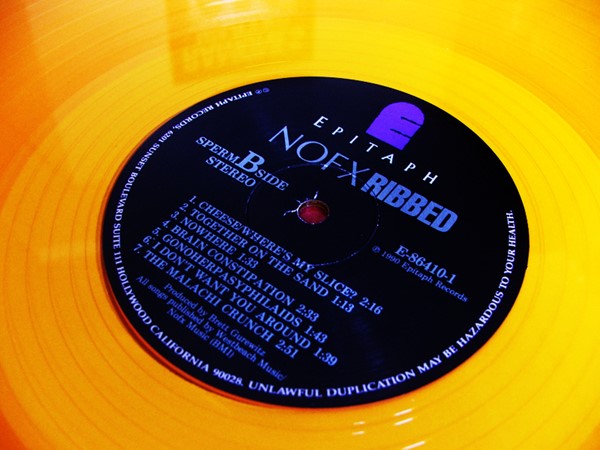 EPITAPH
NOFX RIBBED
SPERM B SIDE
STEREO
E-86410-1
℗ 1990 Epitaph Records
1. CHEESE/WHERE'S MY SLICE? 2:16
2. TOGETHER ON THE SAND 1:13
3. NOWHERE 1:33
4. BRAIN CONSTIPATION 2:33
5. GONOHERPASYPHILAIDS 1:43
6. I DON'T WANT YOU AROUND 1:39
7. THE MALACHI CRUNCH 2:51
Produced by Brett Gurewitz
All songs published by Westbeach Music/
NOFX Music (BMI)
℗© EPITAPH RECORDS, 6201 SUNSET BOULEVARD SUITE 111 HOLLYWOOD CALIFORNIA 90028. UNLAWFUL DUPLICATION MAY BE HAZARDOUS TO YOUR HEALTH.